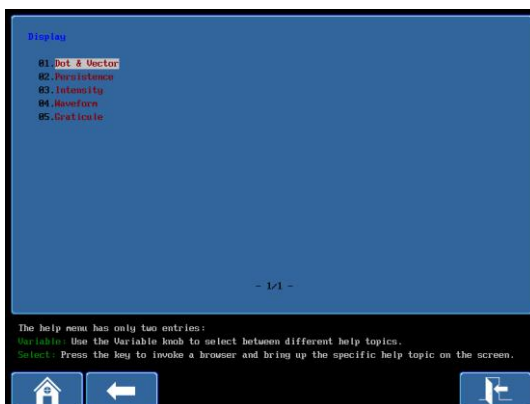 Display
01.Dot & Vector
02.Persistence
03.Intensity
04.Waveform
05.Graticule
- 1/1 -
The help menu has only two entries:
Variable: Use the Variable knob to select between different help topics.
Select: Press the key to invoke a browser and bring up the specific help topic on the screen.